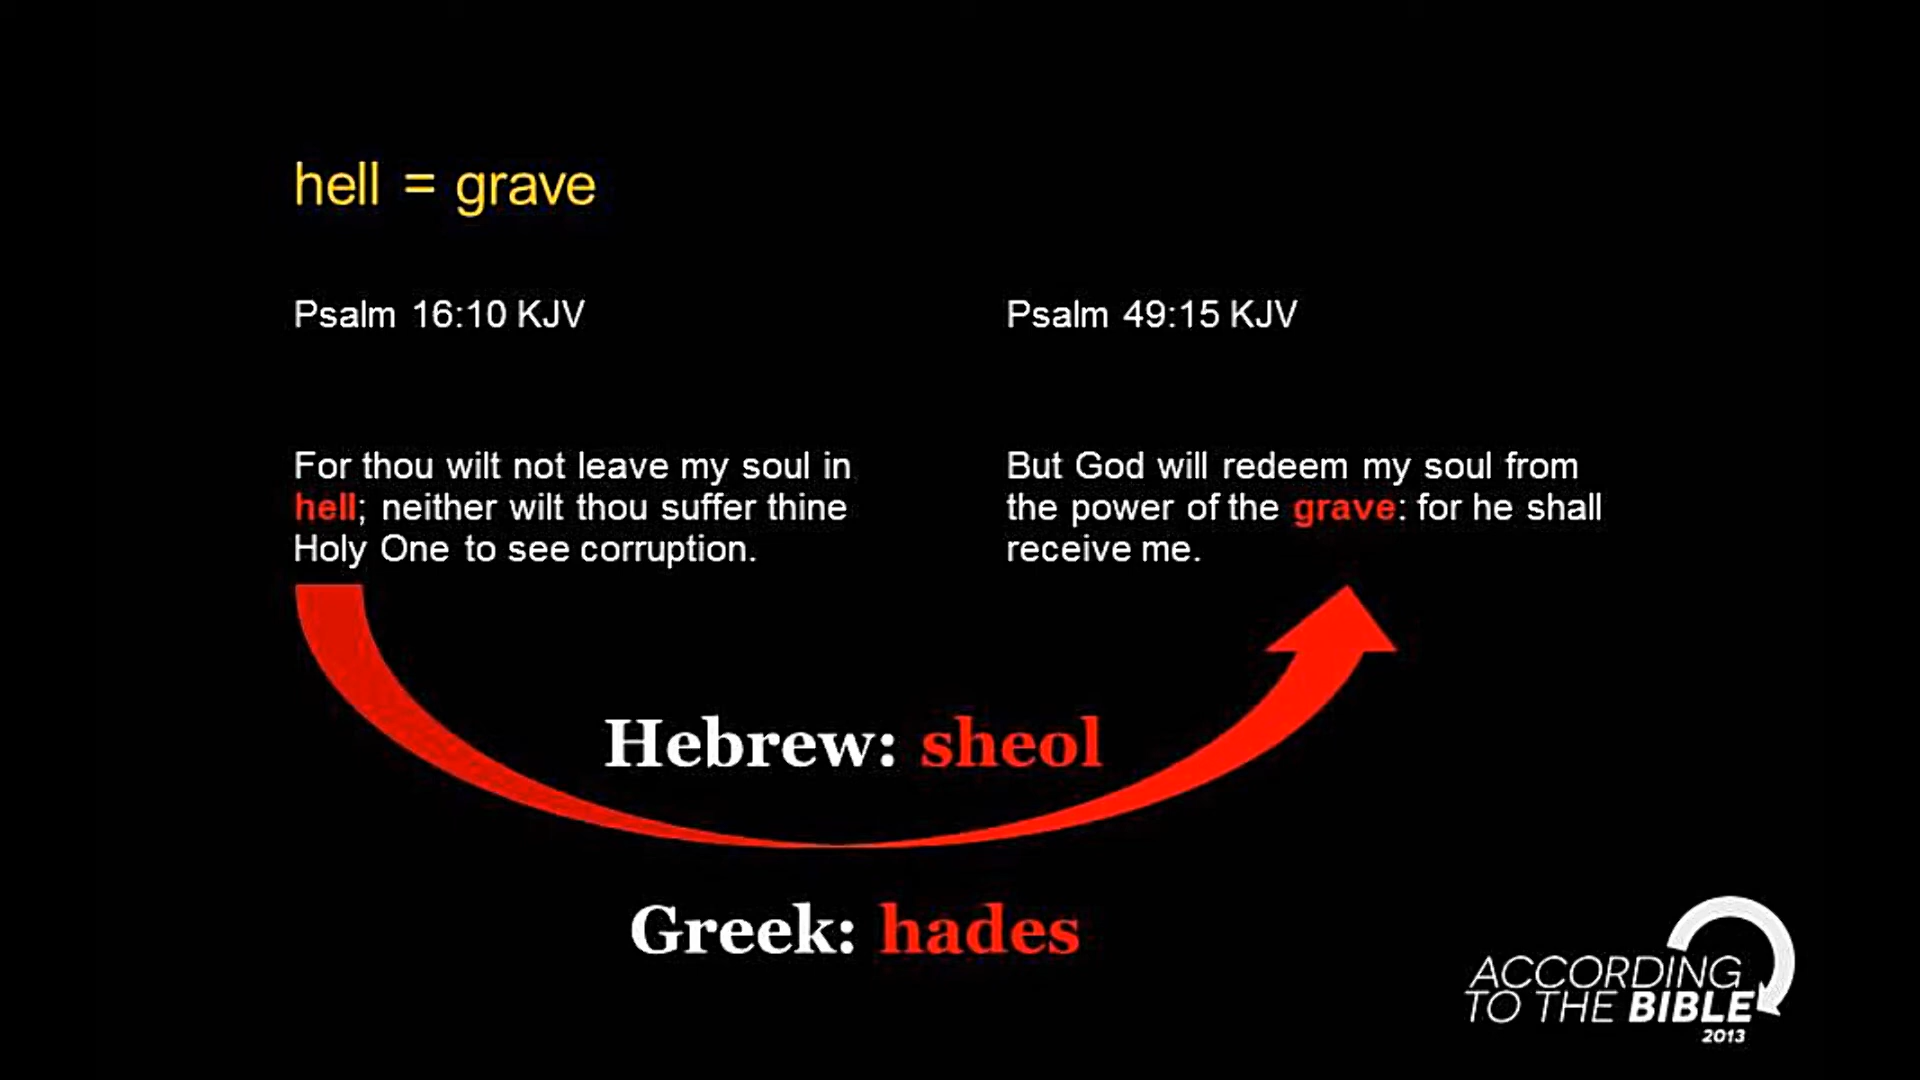 hell = grave
Psalm 16:10 KJV
For thou wilt not leave my soul in
hell; neither wilt thou suffer thine
Holy One to see corruption.
Psalm 49:15 KJV
But God will redeem my soul from
the power of the grave: for he shall
receive me.
Hebrew: sheol
Greek: hades
ACCORDING
TO THE BIBLE
2013